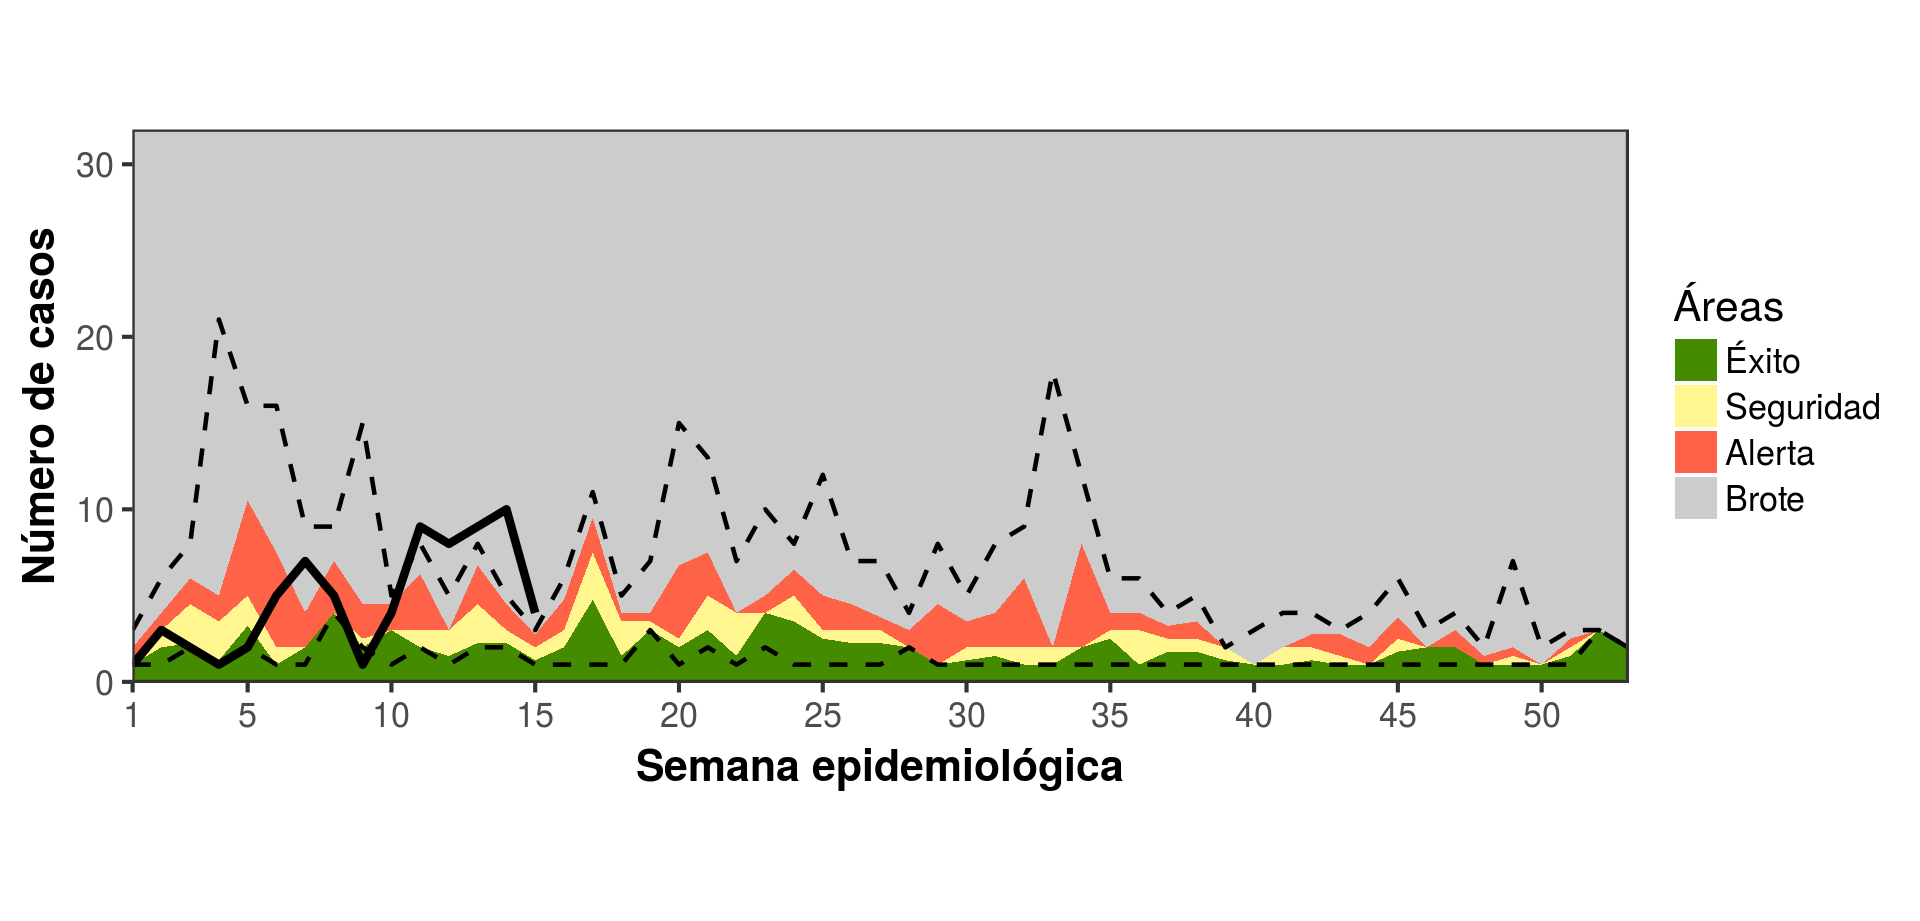 Número de casos
30
20
10
0
1 5 10 15 20 25 30 35 40 45 50
Semana epidemiológica
Áreas
Éxito
Seguridad
Alerta
Brote